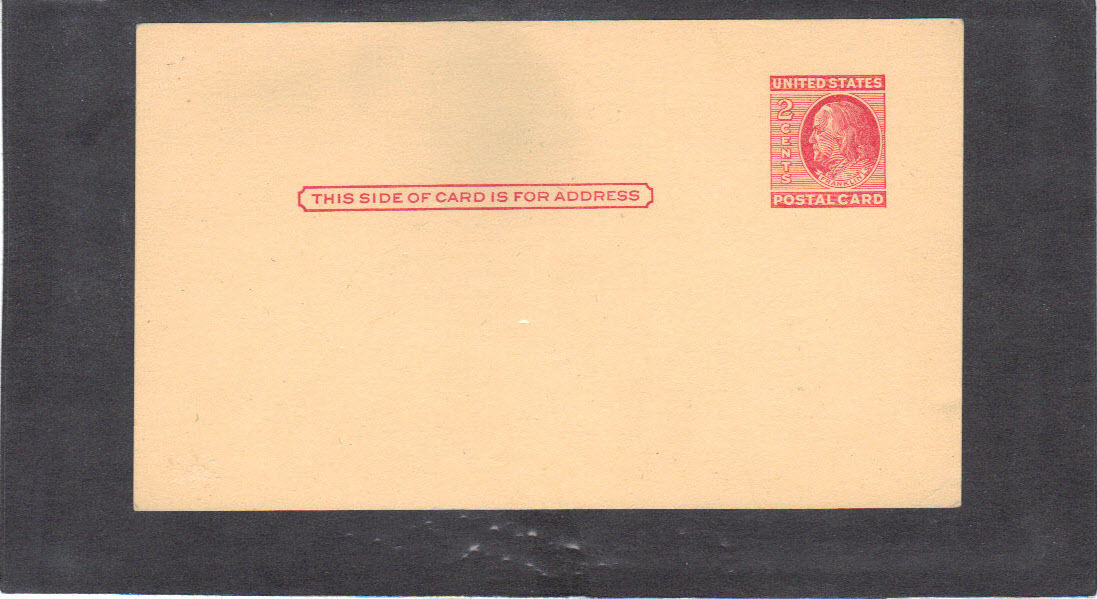 UNITED STATES
2 CENTS
FRANKLIN
POSTAL CARD
THIS SIDE OF CARD IS FOR ADDRESS